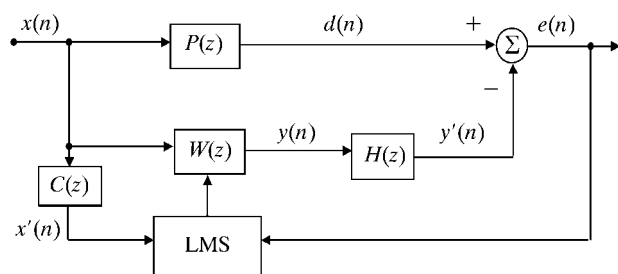 x(n)
d(n)
+
e(n)
P(z)
Σ
−
y(n)
y′(n)
W(z)
H(z)
C(z)
x′(n)
LMS